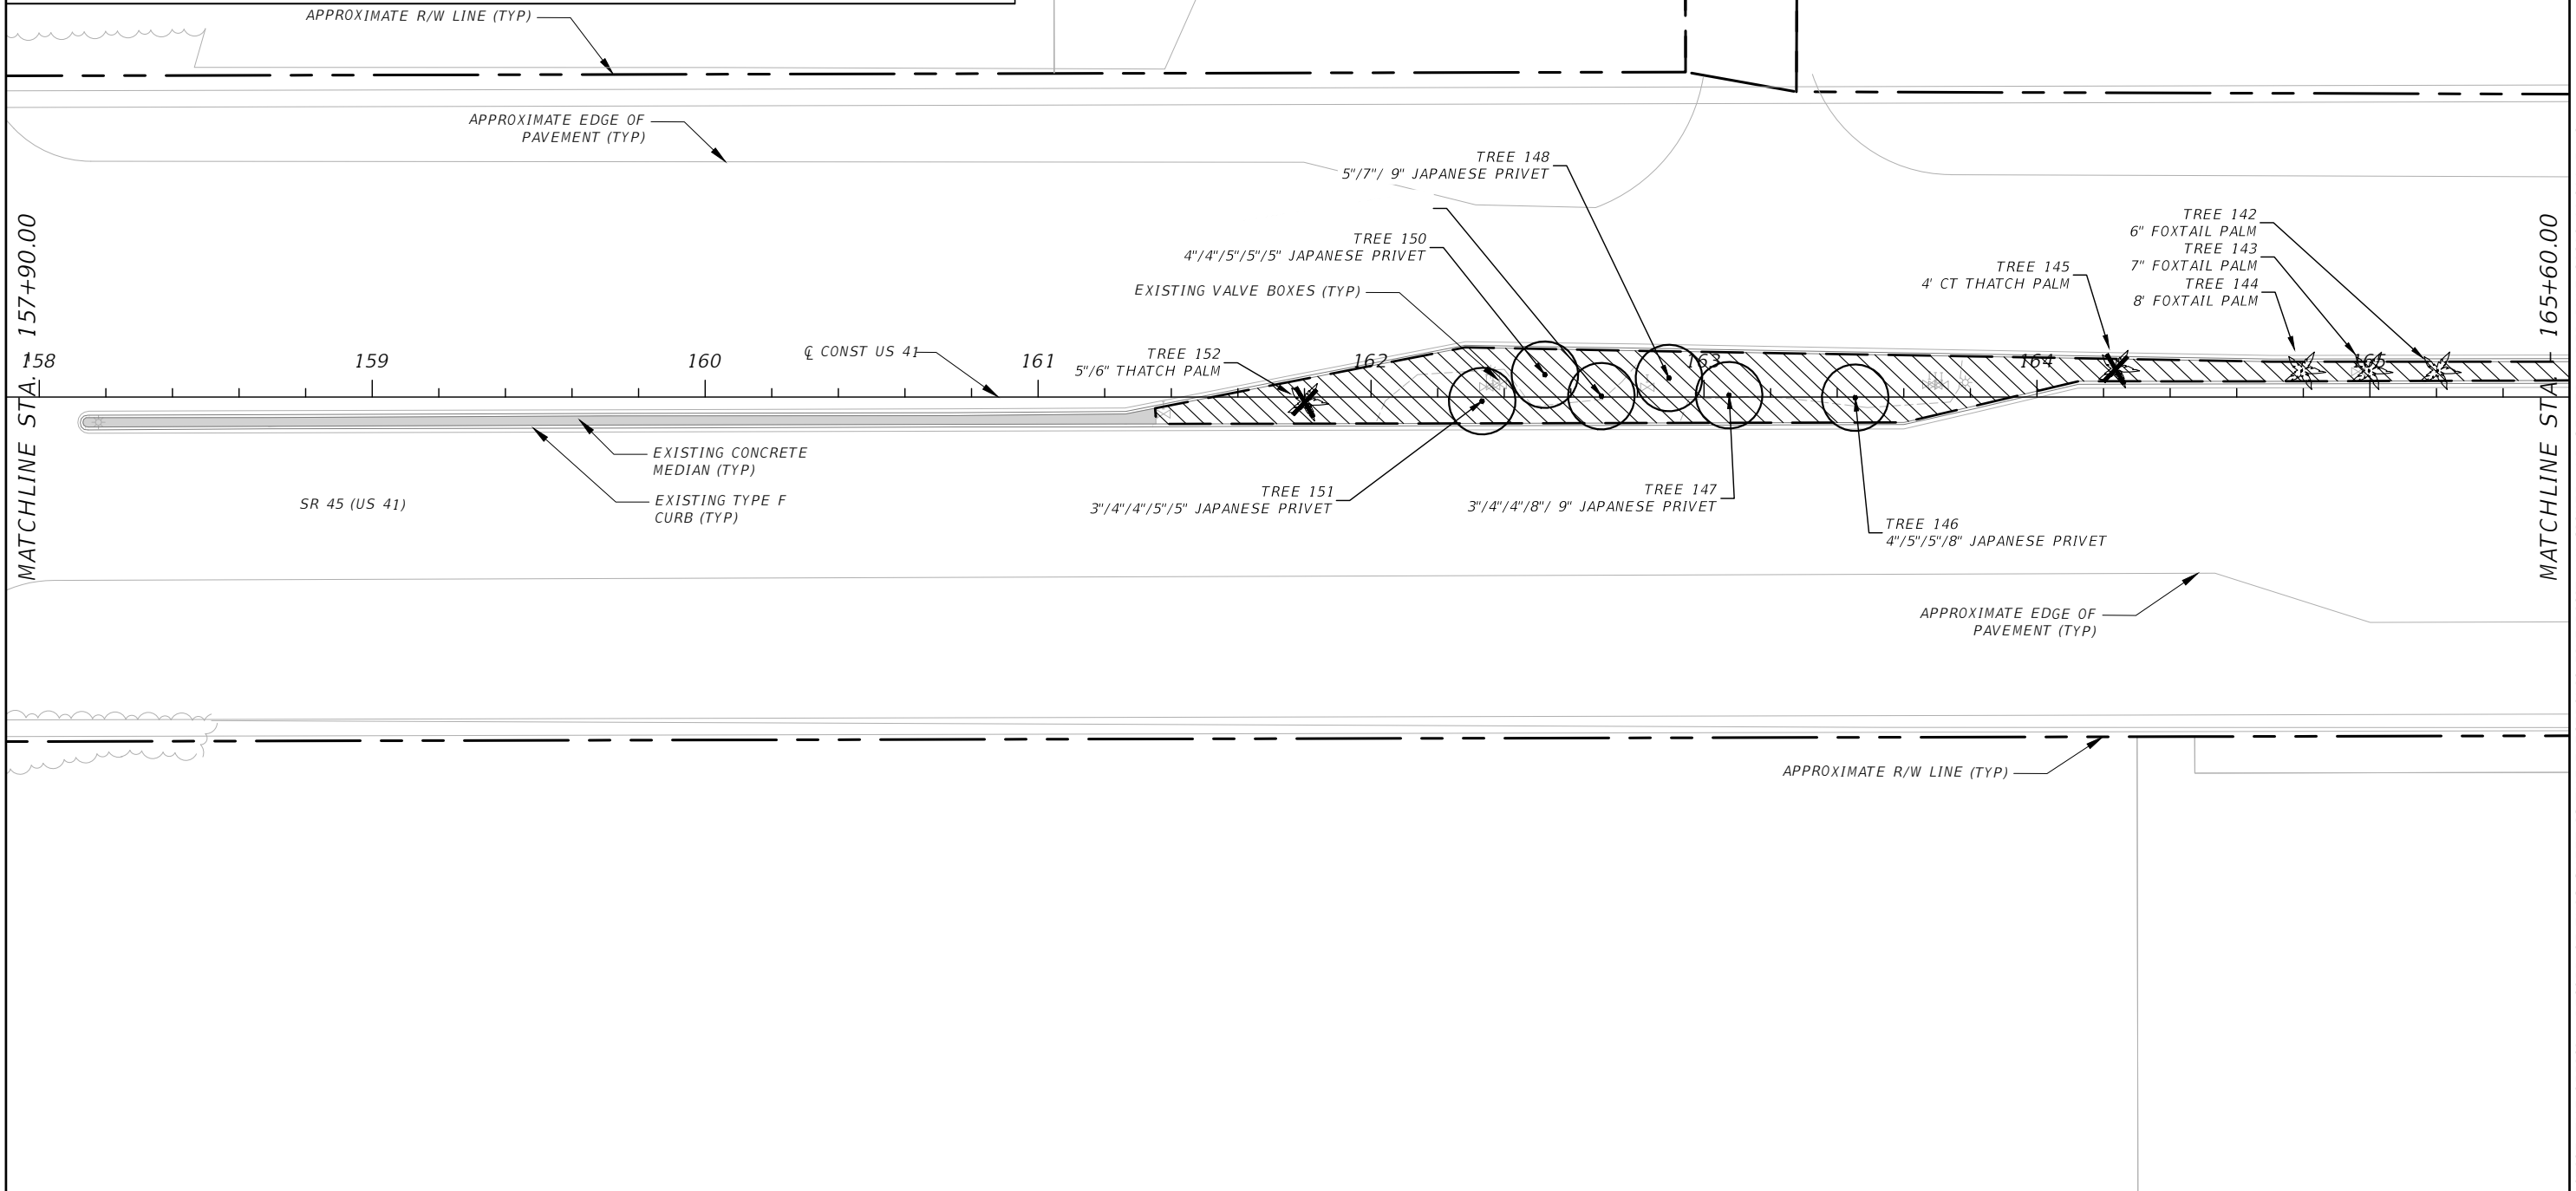 APPROXIMATE R/W LINE (TYP)
APPROXIMATE EDGE OF
PAVEMENT (TYP)
TREE 148
5"/7"/ 9" JAPANESE PRIVET
TREE 150
4"/4"/5"/5"/5" JAPANESE PRIVET
EXISTING VALVE BOXES (TYP)
TREE 142
6" FOXTAIL PALM
TREE 143
7" FOXTAIL PALM
TREE 144
8' FOXTAIL PALM
TREE 145
4' CT THATCH PALM
MATCHLINE STA. 157+90.00
MATCHLINE STA. 165+60.00
158
159
160
℄ CONST US 41
161
TREE 152
5"/6" THATCH PALM
162
163
164
165
EXISTING CONCRETE
MEDIAN (TYP)
EXISTING TYPE F
CURB (TYP)
SR 45 (US 41)
TREE 151
3"/4"/4"/5"/5" JAPANESE PRIVET
TREE 147
3"/4"/4"/8"/ 9" JAPANESE PRIVET
TREE 146
4"/5"/5"/8" JAPANESE PRIVET
APPROXIMATE EDGE OF
PAVEMENT (TYP)
APPROXIMATE R/W LINE (TYP)